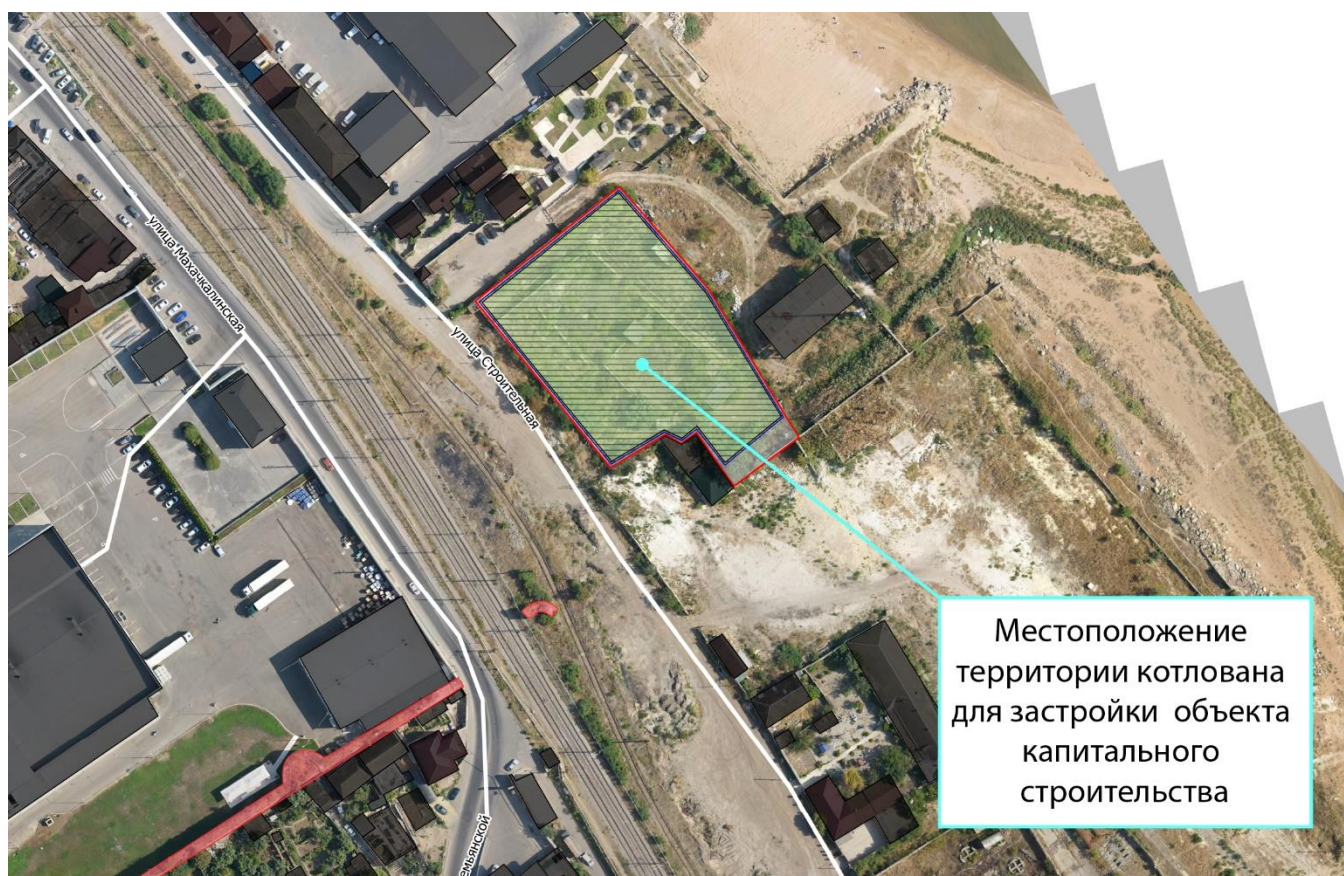 улица Махачкалинская
улица Строительная
Местоположение
территории котлована
для застройки объекта
капитального
строительства
емьянской